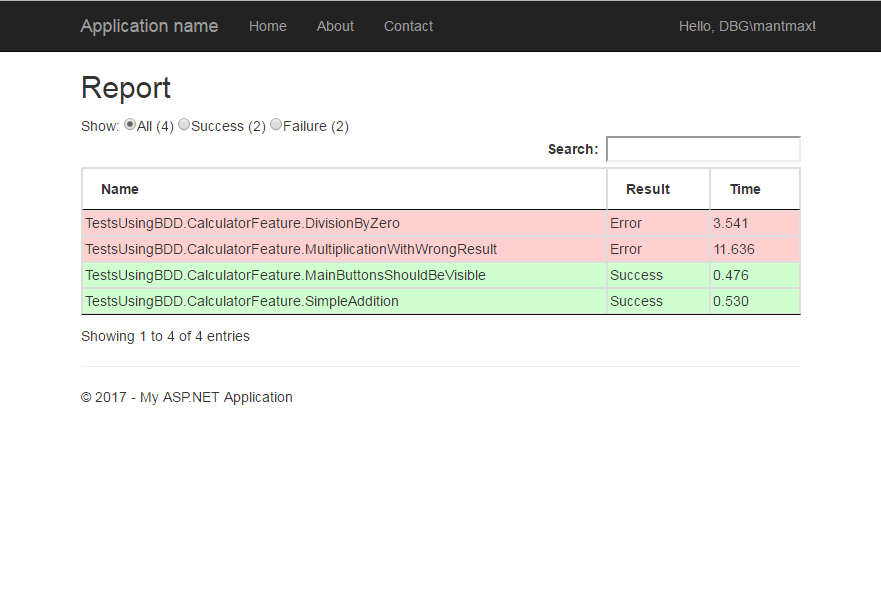 Application name Home About Contact Hello, DBG\mantmax!
Report
Show: All (4) Success (2) Failure (2)
Search:
Name Result Time
TestsUsingBDD.CalculatorFeature.DivisionByZero Error 3.541
TestsUsingBDD.CalculatorFeature.MultiplicationWithWrongResult Error 11.636
TestsUsingBDD.CalculatorFeature.MainButtonsShouldBeVisible Success 0.476
TestsUsingBDD.CalculatorFeature.SimpleAddition Success 0.530
Showing 1 to 4 of 4 entries
© 2017 - My ASP.NET Application